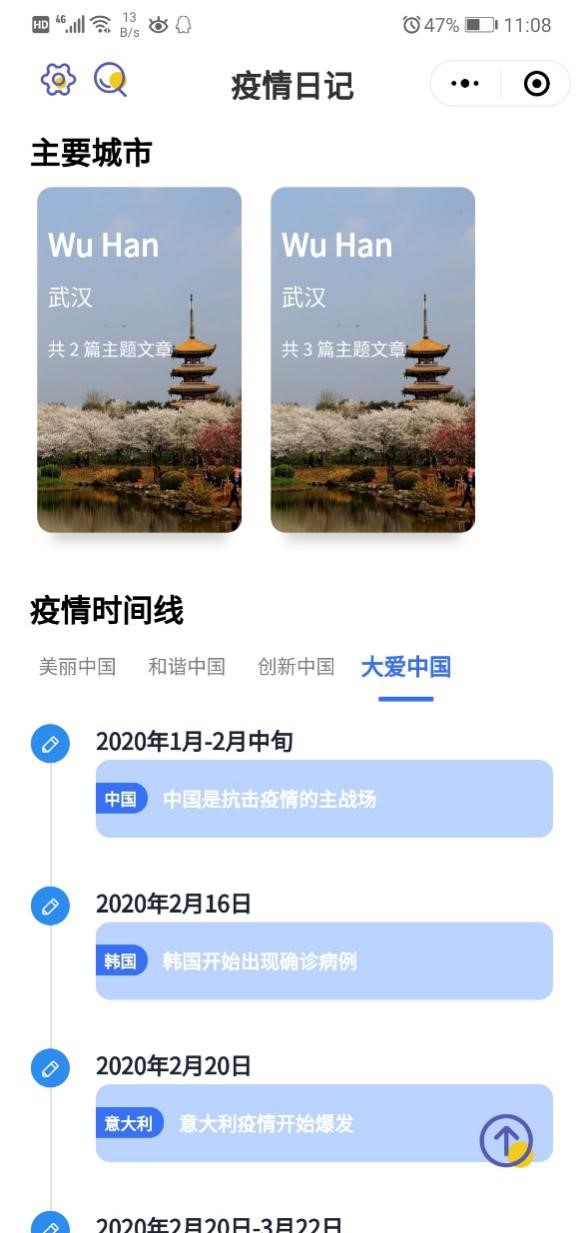 HD 4G 13 B/s 47% 11:08
疫情日记
主要城市
Wu Han
武汉
共 2 篇主题文章
Wu Han
武汉
共 3 篇主题文章
疫情时间线
美丽中国 和谐中国 创新中国 大爱中国
2020年1月-2月中旬
中国 中国是抗击疫情的主战场
2020年2月16日
韩国 韩国开始出现确诊病例
2020年2月20日
意大利 意大利疫情开始爆发
2020年2月20日-3月22日